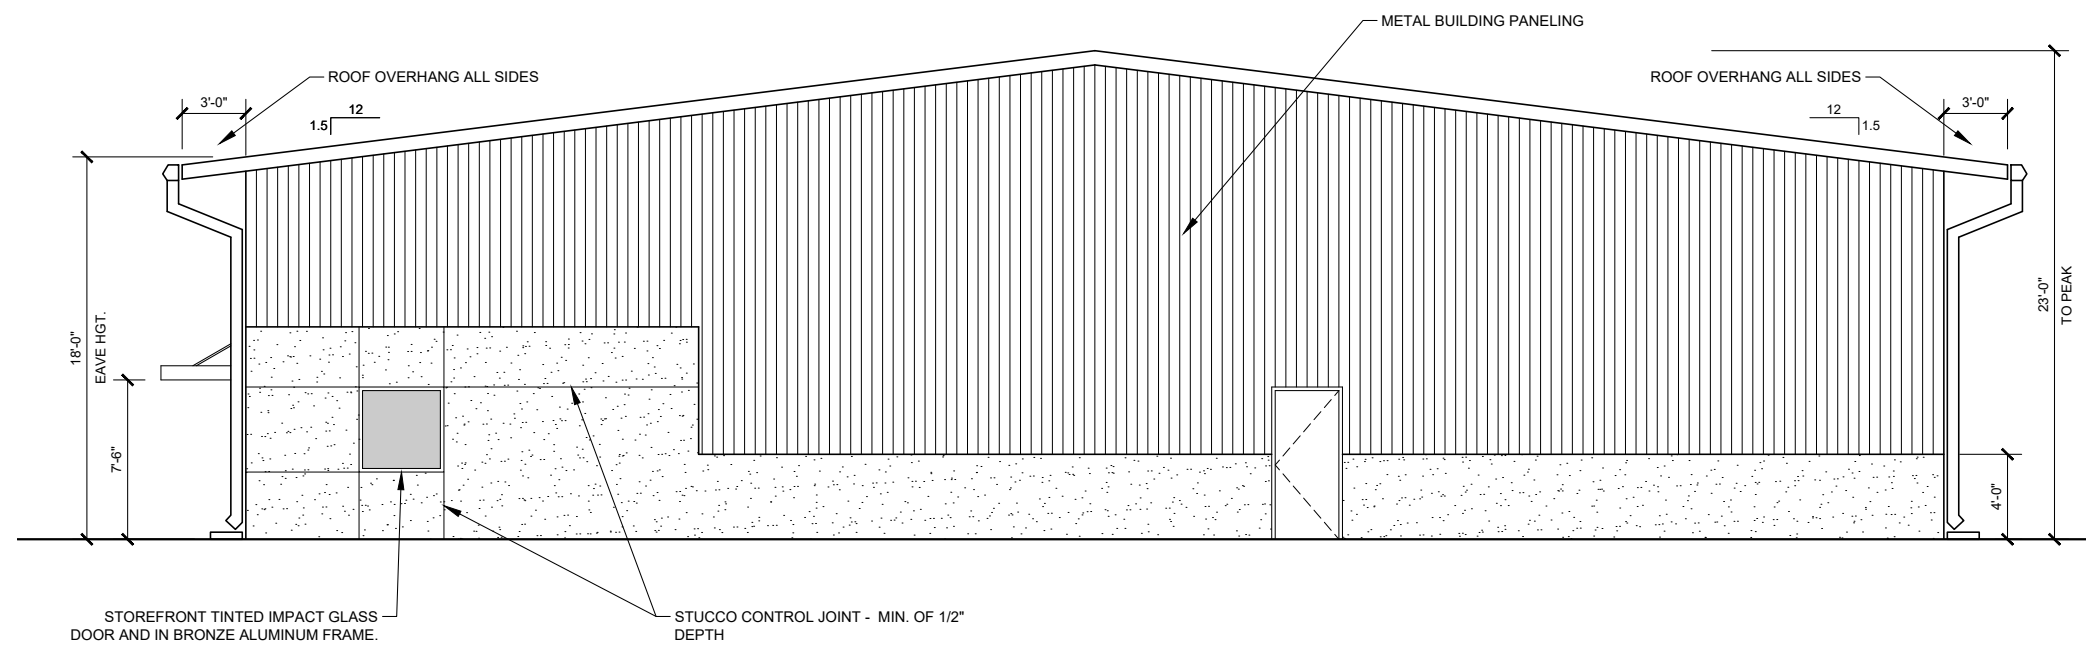 METAL BUILDING PANELING
ROOF OVERHANG ALL SIDES
ROOF OVERHANG ALL SIDES
3'-0"
12
1.5
12
1.5
3'-0"
18'-0"
EAVE HGT.
7'-6"
23'-0"
TO PEAK
4'-0"
STOREFRONT TINTED IMPACT GLASS
DOOR AND IN BRONZE ALUMINUM FRAME.
STUCCO CONTROL JOINT - MIN. OF 1/2"
DEPTH